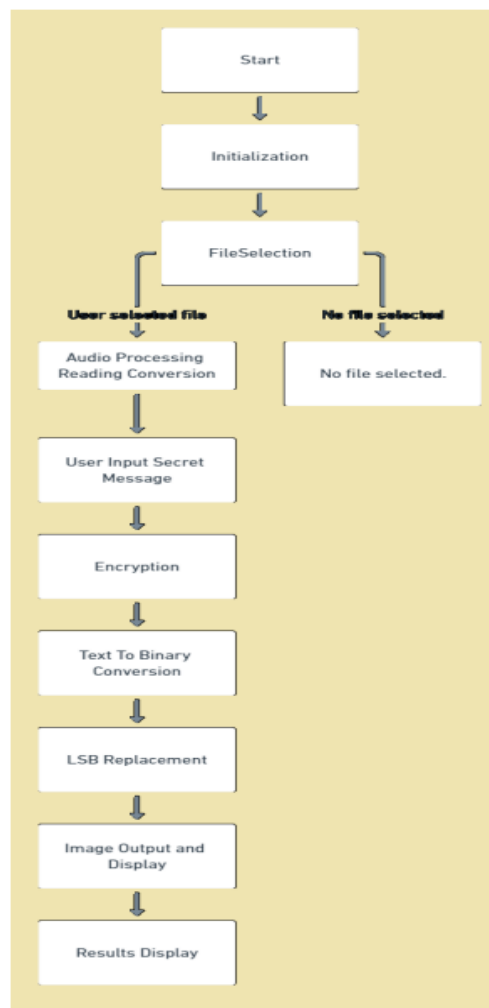 Start
Initialization
FileSelection
User selected file
No file selected
Audio Processing
Reading Conversion
No file selected.
User Input Secret
Message
Encryption
Text To Binary
Conversion
LSB Replacement
Image Output and
Display
Results Display